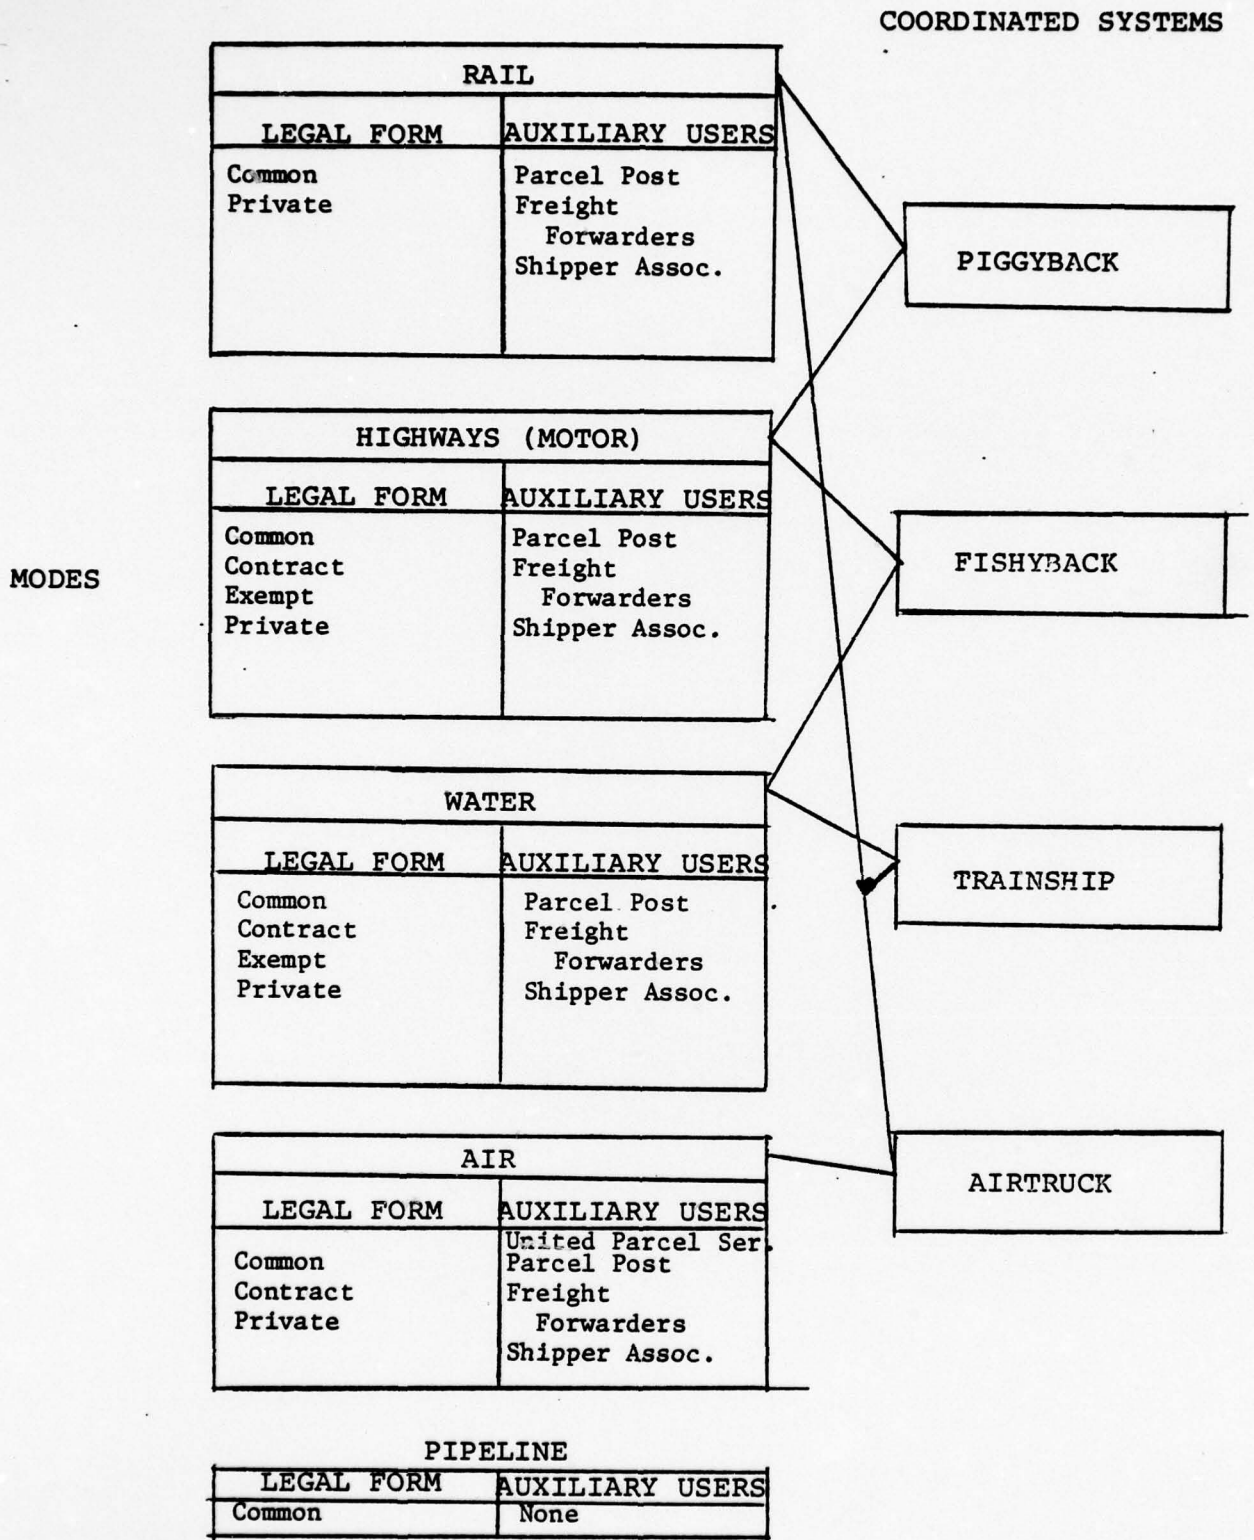 COORDINATED SYSTEMS
RAIL
LEGAL FORM AUXILIARY USERS
Common Parcel Post
Private Freight
Forwarders
Shipper Assoc.
PIGGYBACK
HIGHWAYS (MOTOR)
LEGAL FORM AUXILIARY USERS
Common Parcel Post
Contract Freight
Exempt Forwarders
Private Shipper Assoc.
MODES
FISHYBACK
WATER
LEGAL FORM AUXILIARY USERS
Common Parcel Post
Contract Freight
Exempt Forwarders
Private Shipper Assoc.
TRAINSHIP
AIR
LEGAL FORM AUXILIARY USERS
United Parcel Ser.
Common Parcel Post
Contract Freight
Private Forwarders
Shipper Assoc.
AIRTRUCK
PIPELINE
LEGAL FORM AUXILIARY USERS
Common None